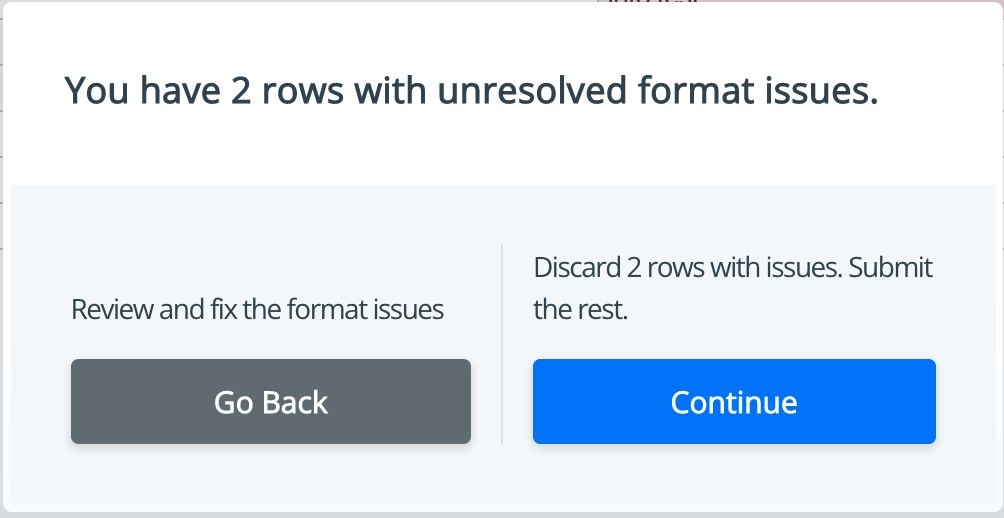 You have 2 rows with unresolved format issues.
Review and fix the format issues
Go Back
Discard 2 rows with issues. Submit
the rest.
Continue